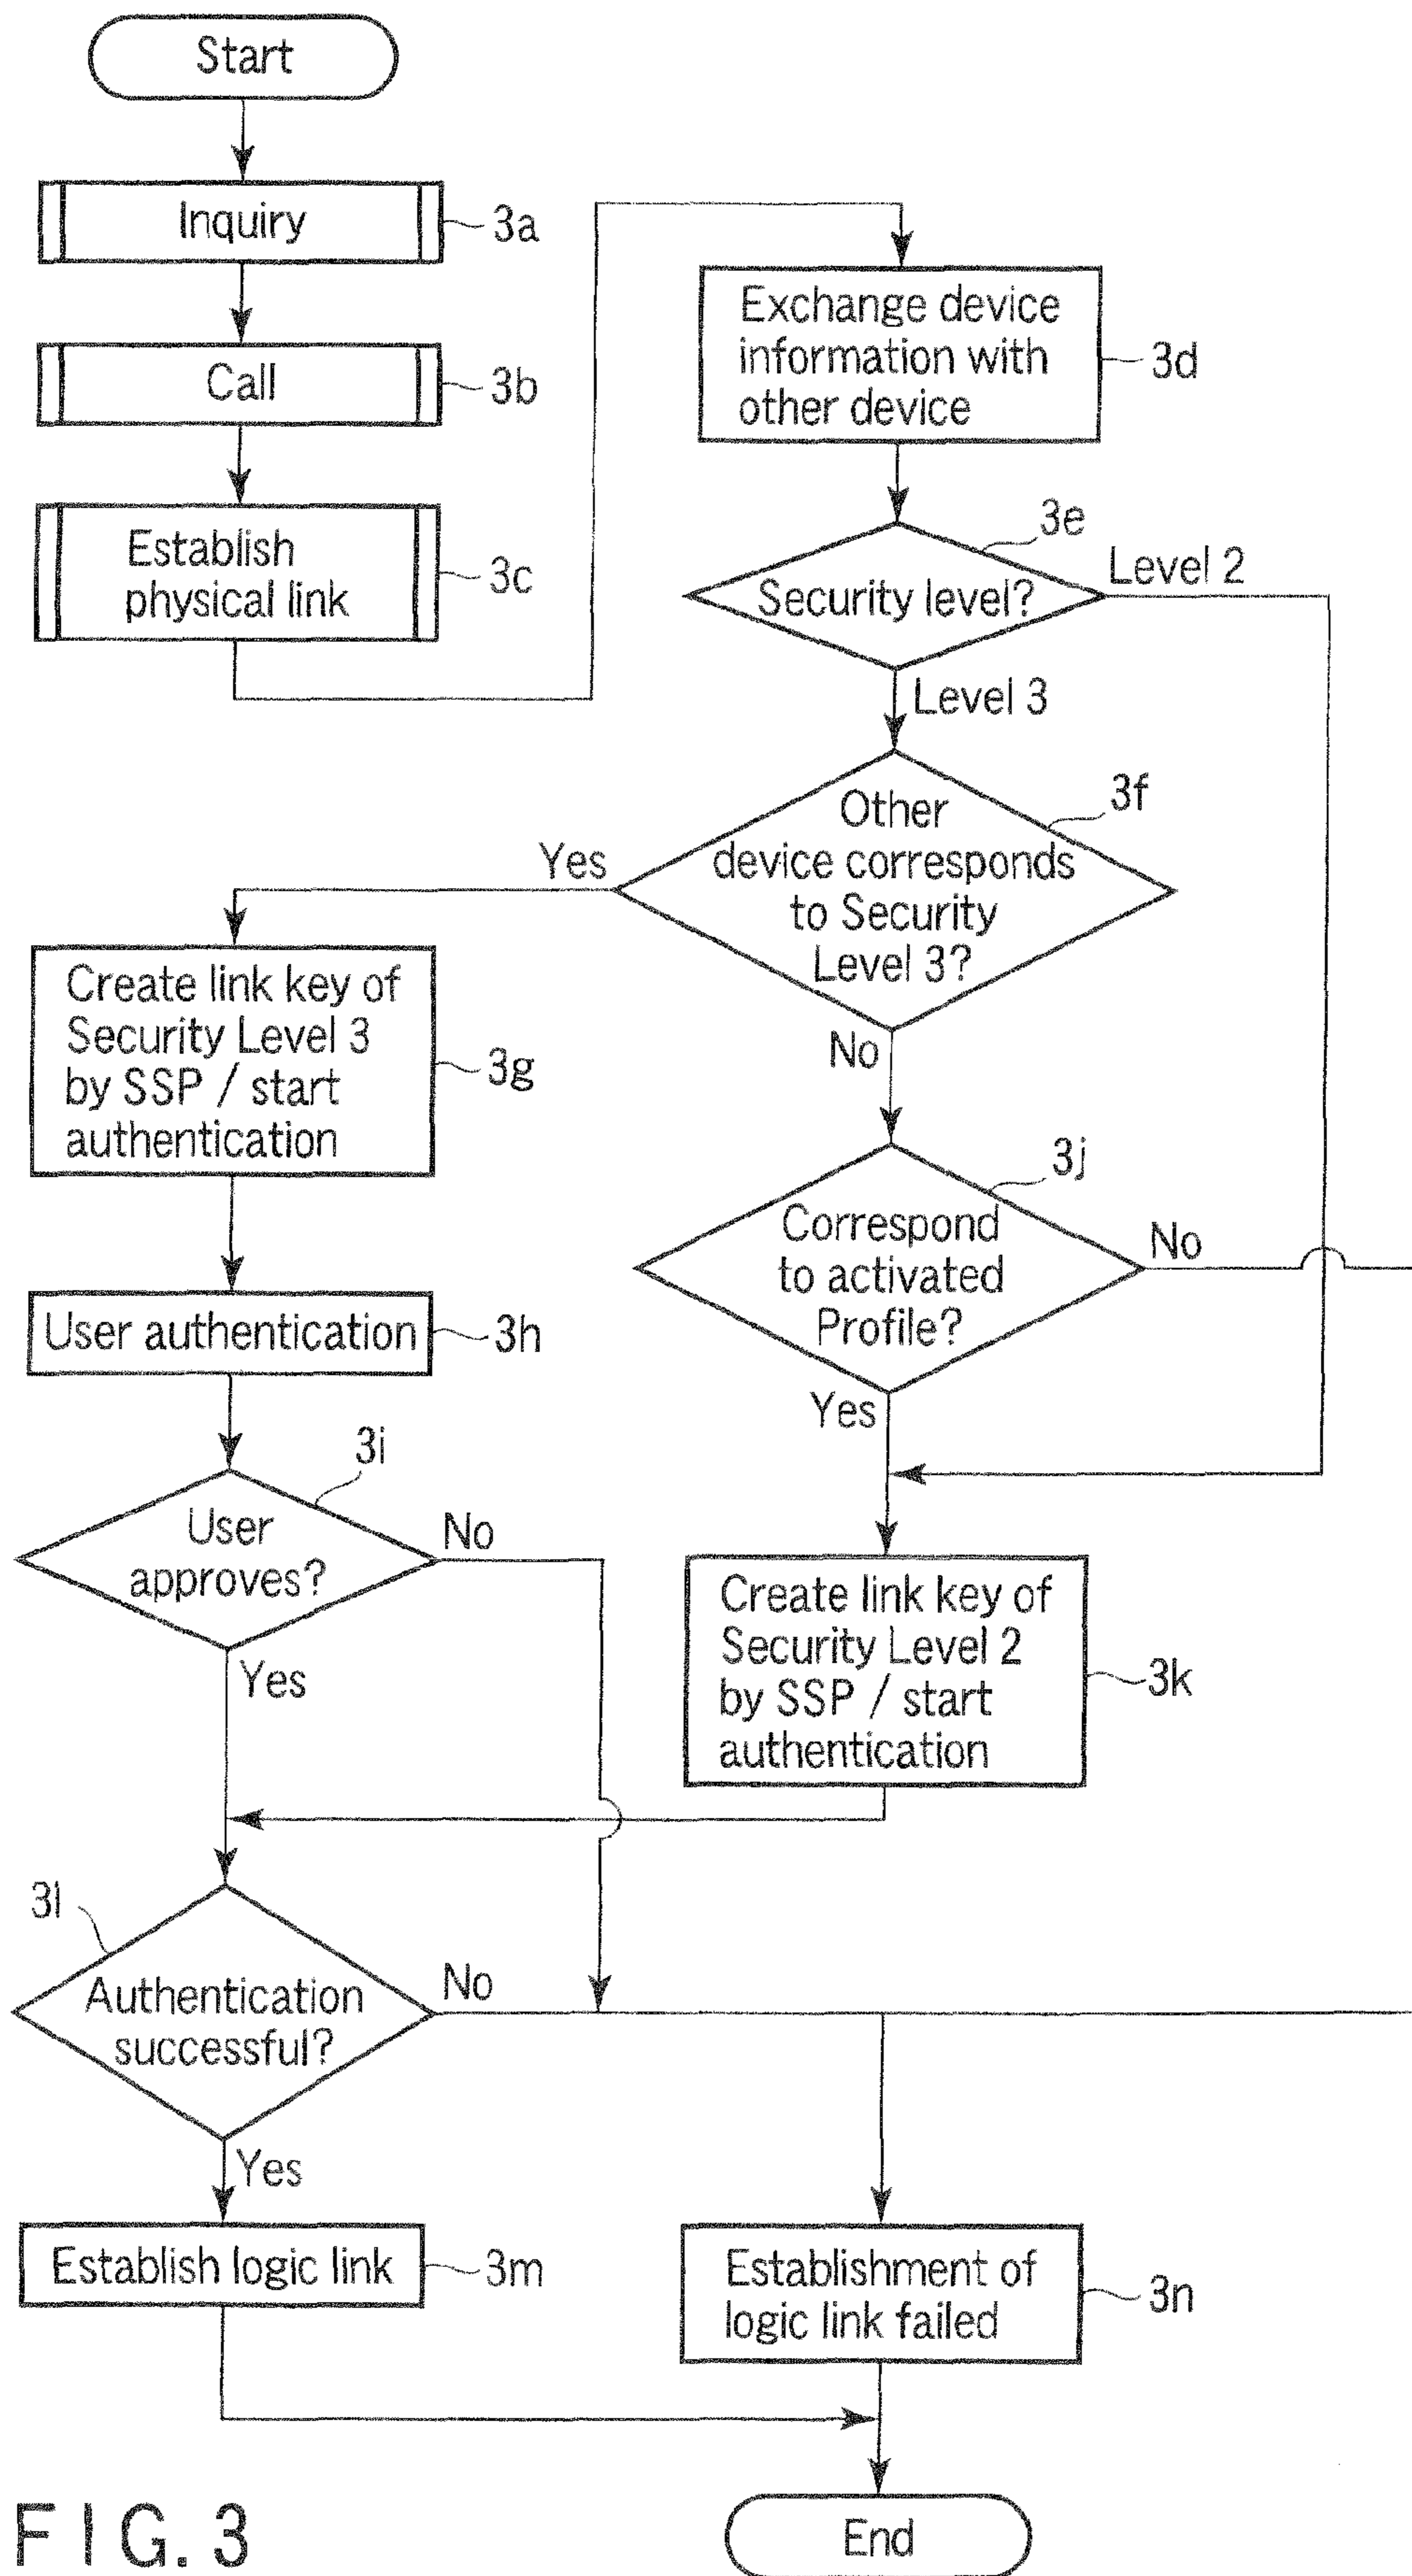 Start
Inquiry
3a
Call
3b
Establish
physical link
3c
Exchange device
information with
other device
3d
3e
Security level?
Level 2
Level 3
3f
Other
device corresponds
to Security
Level 3?
Yes
No
Create link key of
Security Level 3
by SSP / start
authentication
3g
User authentication
3h
3i
User
approves?
No
Yes
3j
Correspond
to activated
Profile?
No
Yes
Create link key of
Security Level 2
by SSP / start
authentication
3k
3l
Authentication
successful?
No
Yes
Establish logic link
3m
Establishment of
logic link failed
3n
End
FIG. 3